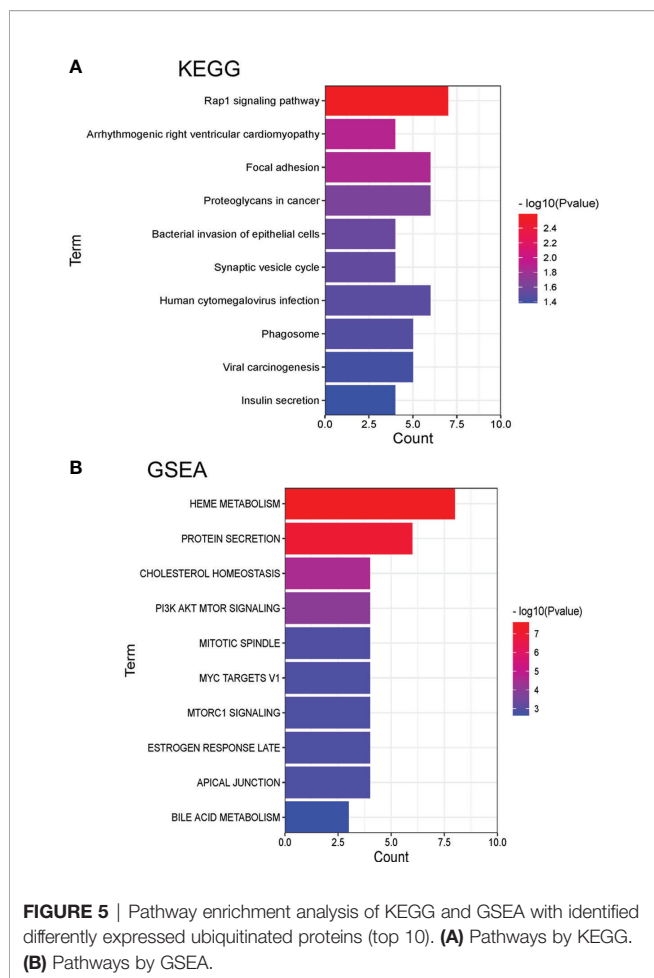 A
KEGG
Term
Rap1 signaling pathway
Arrhythmogenic right ventricular cardiomyopathy
Focal adhesion
Proteoglycans in cancer
Bacterial invasion of epithelial cells
Synaptic vesicle cycle
Human cytomegalovirus infection
Phagosome
Viral carcinogenesis
Insulin secretion
0.0 2.5 5.0 7.5 10.0
Count
- log10(Pvalue)
2.4
2.0
1.8
1.6
1.4
B
GSEA
Term
HEME METABOLISM
PROTEIN SECRETION
CHOLESTEROL HOMEOSTASIS
PI3K AKT MTOR SIGNALING
MITOTIC SPINDLE
MYC TARGETS V1
MTORC1 SIGNALING
ESTROGEN RESPONSE LATE
APICAL JUNCTION
BILE ACID METABOLISM
0.0 2.5 5.0 7.5 10.0
Count
- log10(Pvalue)
7
6
5
4
3
FIGURE 5 | Pathway enrichment analysis of KEGG and GSEA with identified
differently expressed ubiquitinated proteins (top 10). (A) Pathways by KEGG.
(B) Pathways by GSEA.